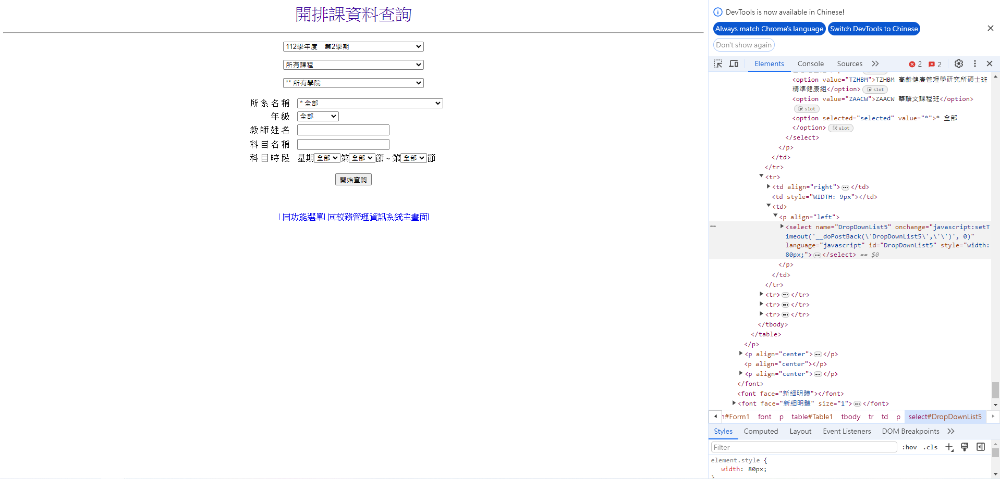 開排課資料查詢
112學年度　第2學期
所有課程
** 所有學院
所系名稱 * 全部
年級 全部
教師姓名
科目名稱
科目時段 星期 全部 第 全部 節 ~ 第 全部 節
開始查詢
| 回功能選單| 回校務管理資訊系統主畫面|
DevTools is now available in Chinese!
Always match Chrome's language Switch DevTools to Chinese
Don't show again
Elements Console Sources 2 2
<option value="TZHBM">TZHBM 高齡健康管理學研究所碩士班
精準健康組</option> slot
<option value="ZAACW">ZAACW 華語文課程班</option>
slot
<option selected="selected" value="*">* 全部
</option> slot
</select>
</p>
</td>
</tr>
<tr>
<td align="right"> … </td>
<td style="WIDTH: 9px"></td>
<td>
<p align="left">
<select name="DropDownList5" onchange="javascript:setT
imeout('__doPostBack(\'DropDownList5\',\'\')', 0)"
language="javascript" id="DropDownList5" style="width:
80px;"> … </select> == $0
</p>
</td>
</tr>
<tr> … </tr>
<tr> … </tr>
<tr> … </tr>
</tbody>
</table>
</p>
<p align="center"> … </p>
<p align="center"></p>
<p align="center"> … </p>
</font>
<font face="新細明體"></font>
<font face="新細明體" size="1"> … </font>
#Form1 font p table#Table1 tbody tr td p select#DropDownList5
Styles Computed Layout Event Listeners DOM Breakpoints
Filter :hov .cls
element.style {
width: 80px;
}